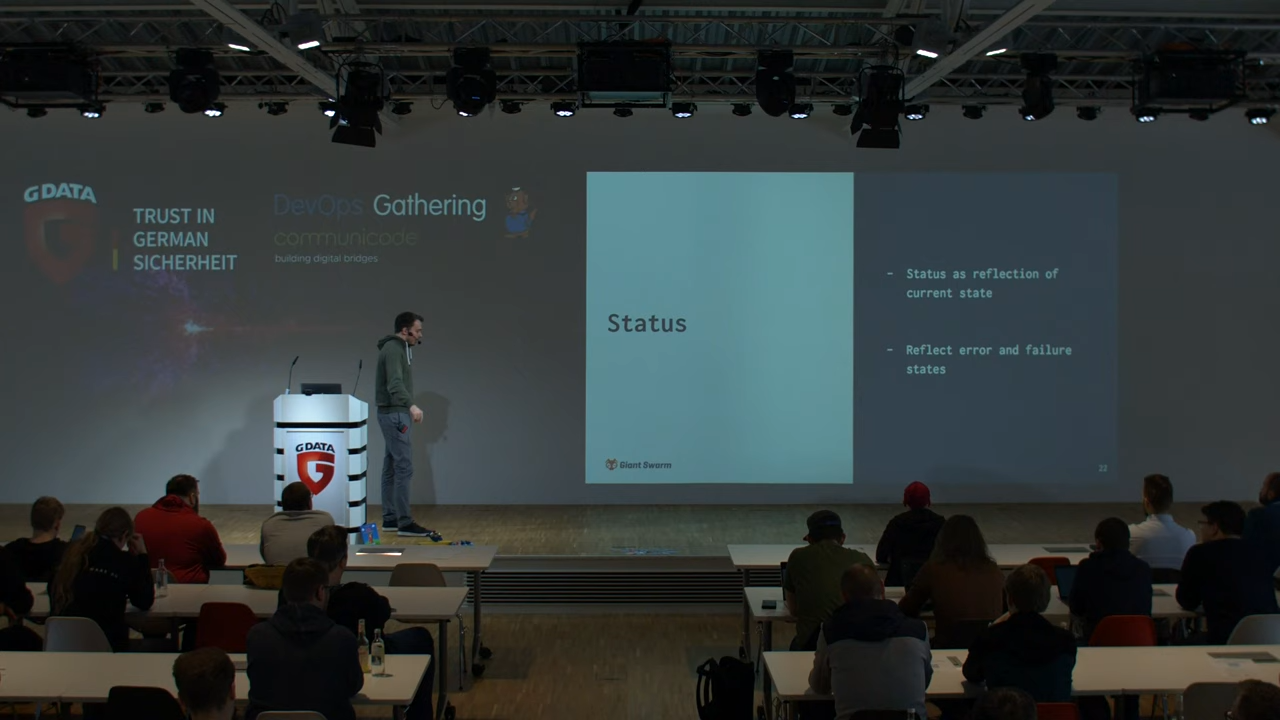 G DATA
TRUST IN
GERMAN
SICHERHEIT
DevOps Gathering
communicode
building digital bridges
Status
- Status as reflection of
current state
- Reflect error and failure
states
Giant Swarm
22
G DATA